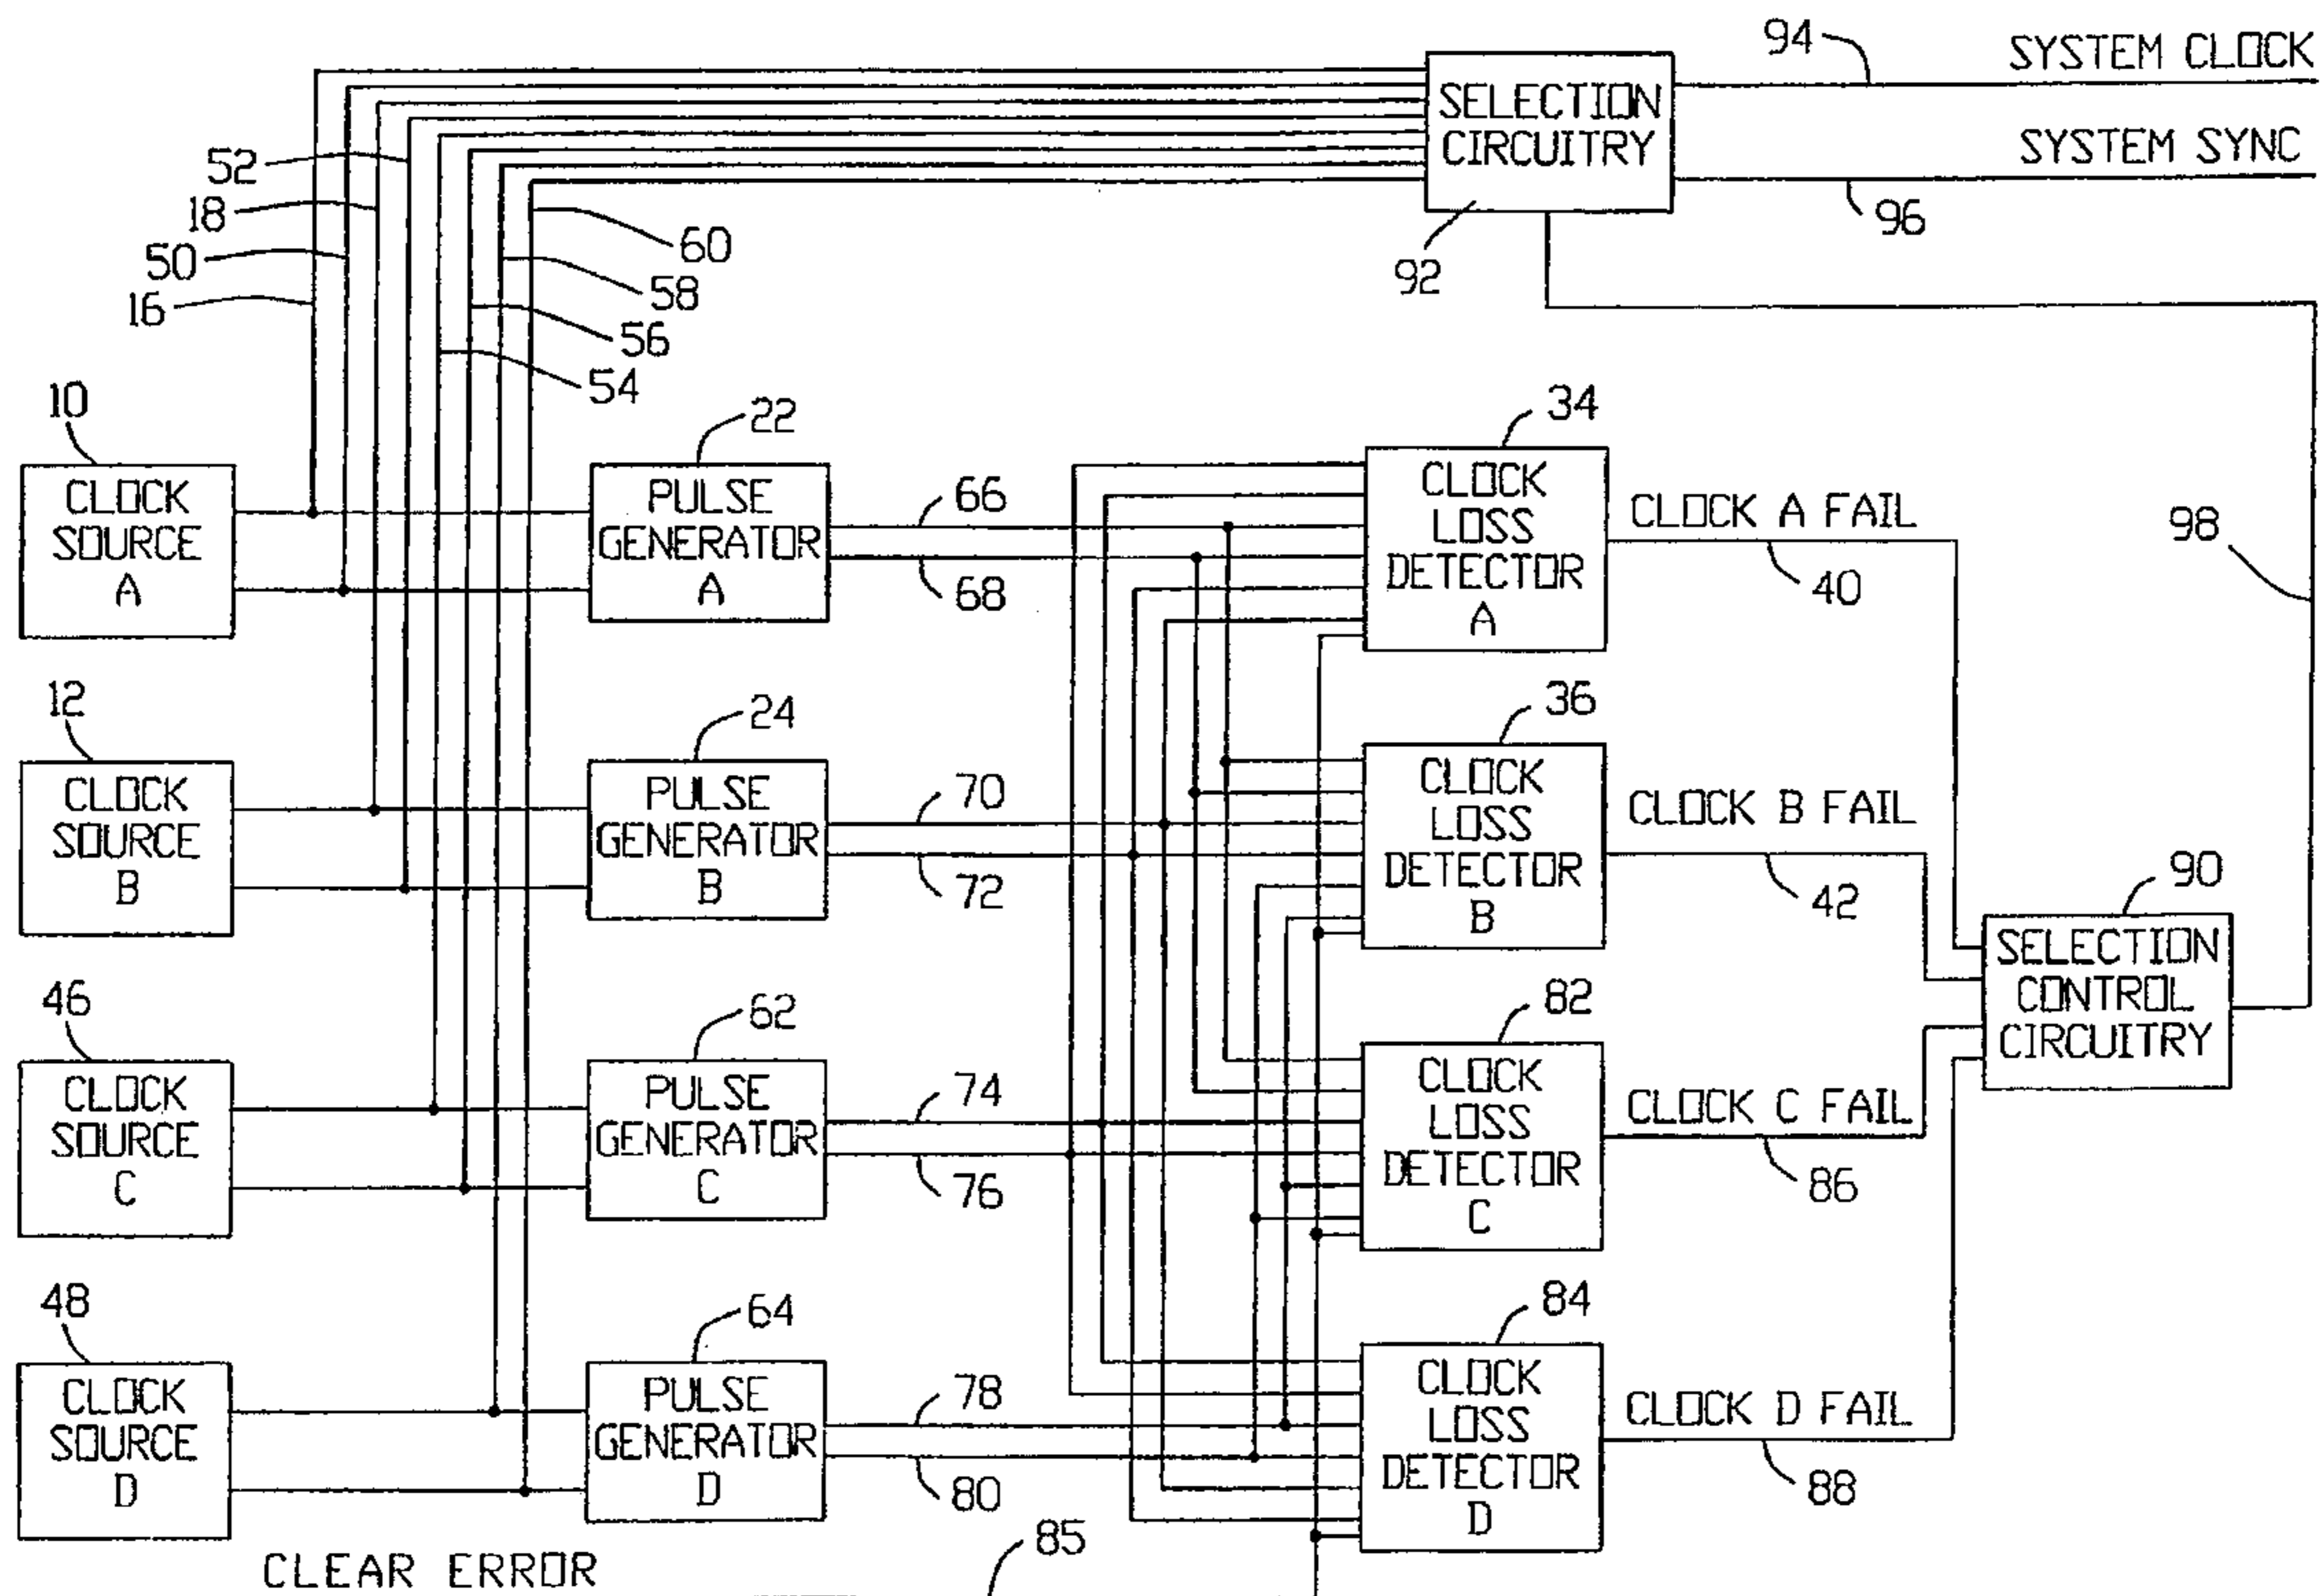 94
SYSTEM CLOCK
SELECTION
CIRCUITRY
SYSTEM SYNC
96
92
52
18
50
16
60
58
56
54
10
CLOCK
SOURCE
A
22
PULSE
GENERATOR
A
66
68
34
CLOCK
LOSS
DETECTOR
A
CLOCK A FAIL
40
98
12
CLOCK
SOURCE
B
24
PULSE
GENERATOR
B
70
72
36
CLOCK
LOSS
DETECTOR
B
CLOCK B FAIL
42
90
SELECTION
CONTROL
CIRCUITRY
46
CLOCK
SOURCE
C
62
PULSE
GENERATOR
C
74
76
82
CLOCK
LOSS
DETECTOR
C
CLOCK C FAIL
86
48
CLOCK
SOURCE
D
64
PULSE
GENERATOR
D
78
80
84
CLOCK
LOSS
DETECTOR
D
CLOCK D FAIL
88
CLEAR ERROR
85